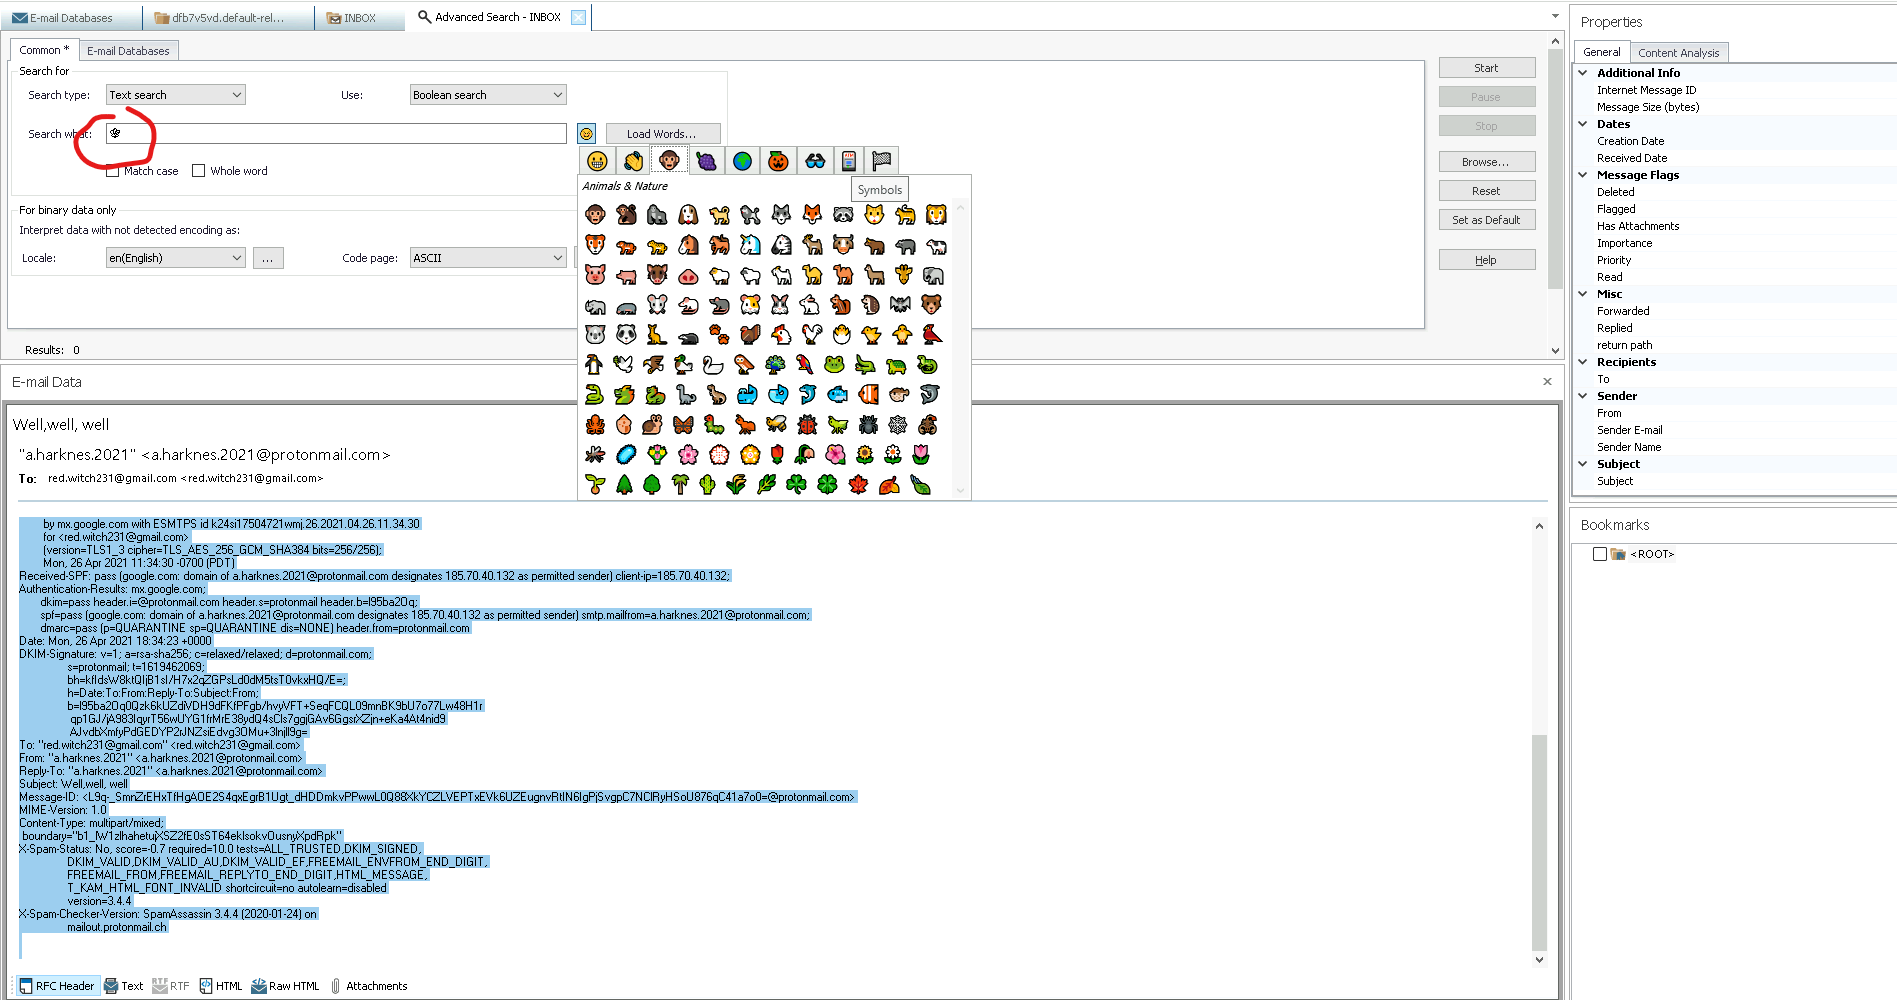 E-mail Databases
dfb7v5vd.default-rel...
INBOX
Advanced Search - INBOX
Common *
E-mail Databases
Search for
Search type:
Text search
Use:
Boolean search
Search what:
Load Words...
Match case
Whole word
For binary data only
Interpret data with not detected encoding as:
Locale:
en(English)
...
Code page:
ASCII
Results: 0
Animals & Nature
Symbols
Start
Pause
Stop
Browse...
Reset
Set as Default
Help
E-mail Data
Well,well, well
"a.harknes.2021" <a.harknes.2021@protonmail.com>
To: red.witch231@gmail.com <red.witch231@gmail.com>
by mx.google.com with ESMTPS id k24si17504721wmj.26.2021.04.26.11.34.30
for <red.witch231@gmail.com>
(version=TLS1_3 cipher=TLS_AES_256_GCM_SHA384 bits=256/256);
Mon, 26 Apr 2021 11:34:30 -0700 (PDT)
Received-SPF: pass (google.com: domain of a.harknes.2021@protonmail.com designates 185.70.40.132 as permitted sender) client-ip=185.70.40.132;
Authentication-Results: mx.google.com;
dkim=pass header.i=@protonmail.com header.s=protonmail header.b=l95ba2Oq;
spf=pass (google.com: domain of a.harknes.2021@protonmail.com designates 185.70.40.132 as permitted sender) smtp.mailfrom=a.harknes.2021@protonmail.com;
dmarc=pass (p=QUARANTINE sp=QUARANTINE dis=NONE) header.from=protonmail.com
Date: Mon, 26 Apr 2021 18:34:23 +0000
DKIM-Signature: v=1; a=rsa-sha256; c=relaxed/relaxed; d=protonmail.com;
s=protonmail; t=1619462069;
h=Date:To:From:Reply-To:Subject:From;
To: "red.witch231@gmail.com" <red.witch231@gmail.com>
From: "a.harknes.2021" <a.harknes.2021@protonmail.com>
Reply-To: "a.harknes.2021" <a.harknes.2021@protonmail.com>
Subject: Well,well, well
Message-ID:
MIME-Version: 1.0
Content-Type: multipart/mixed;
X-Spam-Status: No, score=-0.7 required=10.0 tests=ALL_TRUSTED,DKIM_SIGNED,
DKIM_VALID,DKIM_VALID_AU,DKIM_VALID_EF,FREEMAIL_ENVFROM_END_DIGIT,
FREEMAIL_FROM,FREEMAIL_REPLYTO_END_DIGIT,HTML_MESSAGE,
T_KAM_HTML_FONT_INVALID shortcircuit=no autolearn=disabled
version=3.4.4
X-Spam-Checker-Version: SpamAssassin 3.4.4 (2020-01-24) on
mailout.protonmail.ch
RFC Header
Text
RTF
HTML
Raw HTML
Attachments
Properties
General
Content Analysis
Additional Info
Internet Message ID
Message Size (bytes)
Dates
Creation Date
Received Date
Message Flags
Deleted
Flagged
Has Attachments
Importance
Priority
Read
Misc
Forwarded
Replied
return path
Recipients
To
Sender
From
Sender E-mail
Sender Name
Subject
Subject
Bookmarks
<ROOT>